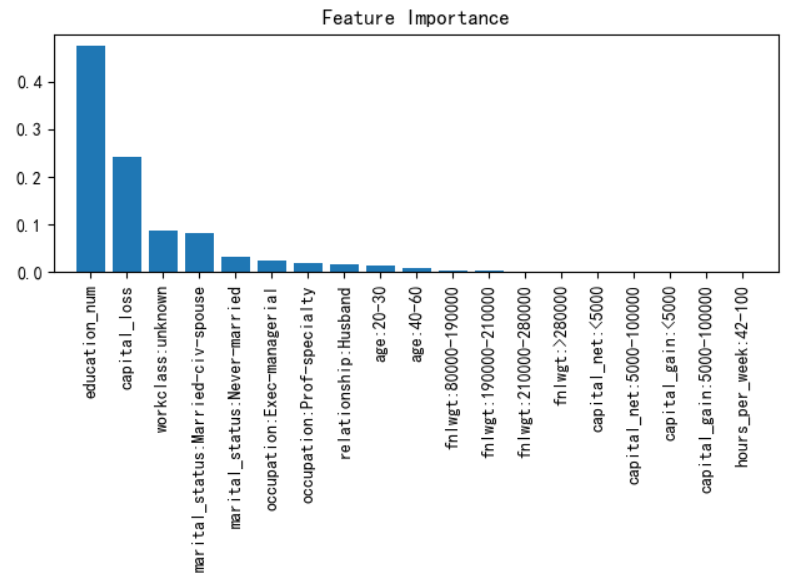 Feature Importance
0.4
0.3
0.2
0.1
0.0
education_num
capital_loss
workclass:unknown
marital_status:Married-civ-spouse
marital_status:Never-married
occupation:Exec-managerial
occupation:Prof-specialty
relationship:Husband
age:20-30
age:40-60
fnlwgt:80000-190000
fnlwgt:190000-210000
fnlwgt:210000-280000
fnlwgt:>280000
capital_net:<5000
capital_net:5000-100000
capital_gain:<5000
capital_gain:5000-100000
hours_per_week:42-100